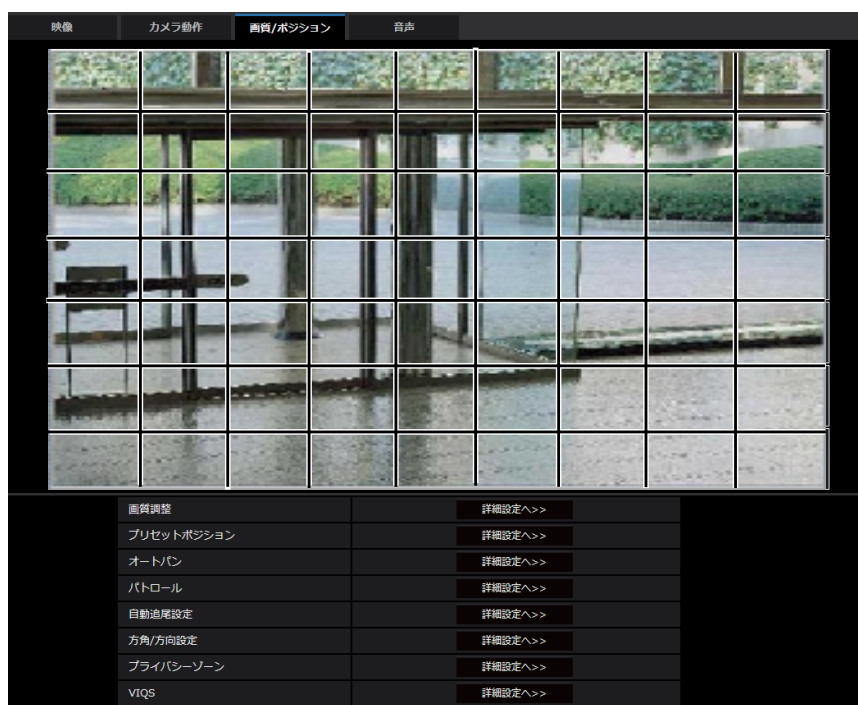 映像 カメラ動作 画質/ポジション 音声
画質調整 詳細設定へ>>
プリセットポジション 詳細設定へ>>
オートパン 詳細設定へ>>
パトロール 詳細設定へ>>
自動追尾設定 詳細設定へ>>
方角/方向設定 詳細設定へ>>
プライバシーゾーン 詳細設定へ>>
VIQS 詳細設定へ>>